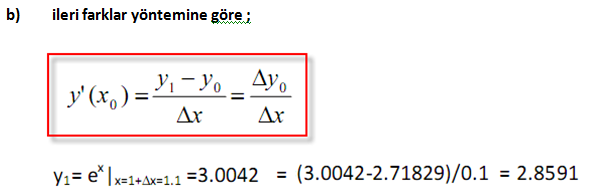 b) ileri farklar yöntemine göre ;
y'(x₀) = (y₁ − y₀)/Δx = Δy₀/Δx
y₁= eˣ |ₓ₌₁₊Δₓ₌₁.₁ =3.0042 = (3.0042-2.71829)/0.1 = 2.8591